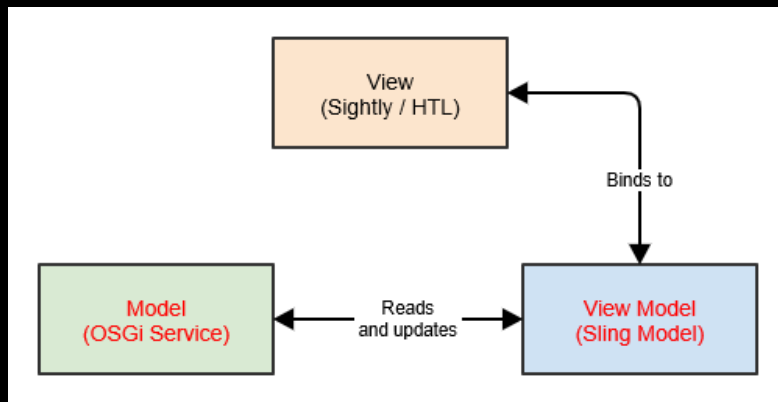 View
(Sightly / HTL)
Binds to
Model
(OSGi Service)
Reads
and updates
View Model
(Sling Model)